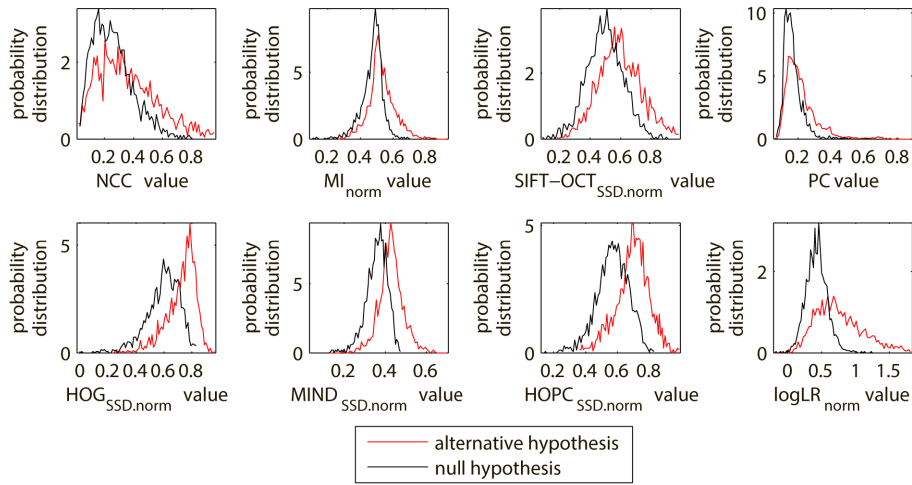 probability distribution
2
0
0.2 0.4 0.6 0.8
NCC value
probability distribution
5
0
0.2 0.4 0.6 0.8
MI norm value
probability distribution
2
0
0.2 0.4 0.6 0.8
SIFT−OCT SSD.norm value
probability distribution
10
5
0
0.2 0.4 0.6 0.8
PC value
probability distribution
5
0
0 0.2 0.4 0.6 0.8
HOG SSD.norm value
probability distribution
5
0
0.2 0.4 0.6
MIND SSD.norm value
probability distribution
5
0
0.2 0.4 0.6 0.8
HOPC SSD.norm value
probability distribution
2
0
0 0.5 1 1.5
logLR norm value
alternative hypothesis
null hypothesis